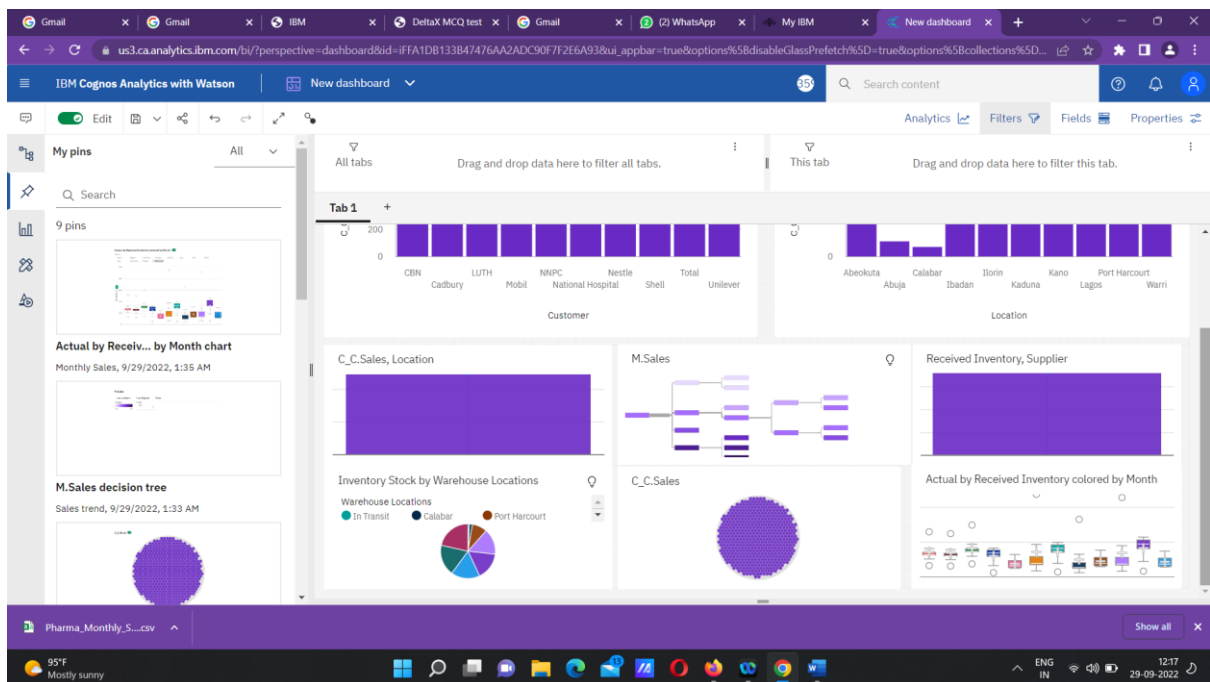 Gmail
Gmail
IBM
DeltaX MCQ test
Gmail
(2) WhatsApp
My IBM
New dashboard
us3.ca.analytics.ibm.com/bi/?perspective=dashboard&id=iFFA1DB133B47476AA2ADC90F7F2E6A93&ui_appbar=true&options%5BdisableGlassPrefetch%5D=true&options%5Bcollections%5D...
IBM Cognos Analytics with Watson
New dashboard
Search content
Edit
Analytics
Filters
Fields
Properties
My pins
All
Search
9 pins
Actual by Receiv... by Month chart
Monthly Sales, 9/29/2022, 1:35 AM
M.Sales decision tree
Sales trend, 9/29/2022, 1:33 AM
All tabs
Drag and drop data here to filter all tabs.
This tab
Drag and drop data here to filter this tab.
Tab 1
200
0
CBN
Cadbury
LUTH
Mobil
NNPC
National Hospital
Nestle
Shell
Total
Unilever
Customer
0
Abeokuta
Abuja
Calabar
Ibadan
Ilorin
Kaduna
Kano
Lagos
Port Harcourt
Warri
Location
C_C.Sales, Location
M.Sales
Received Inventory, Supplier
Inventory Stock by Warehouse Locations
Warehouse Locations
In Transit
Calabar
Port Harcourt
C_C.Sales
Actual by Received Inventory colored by Month
Pharma_Monthly_S....csv
Show all
95°F
Mostly sunny
ENG
IN
12:17
29-09-2022